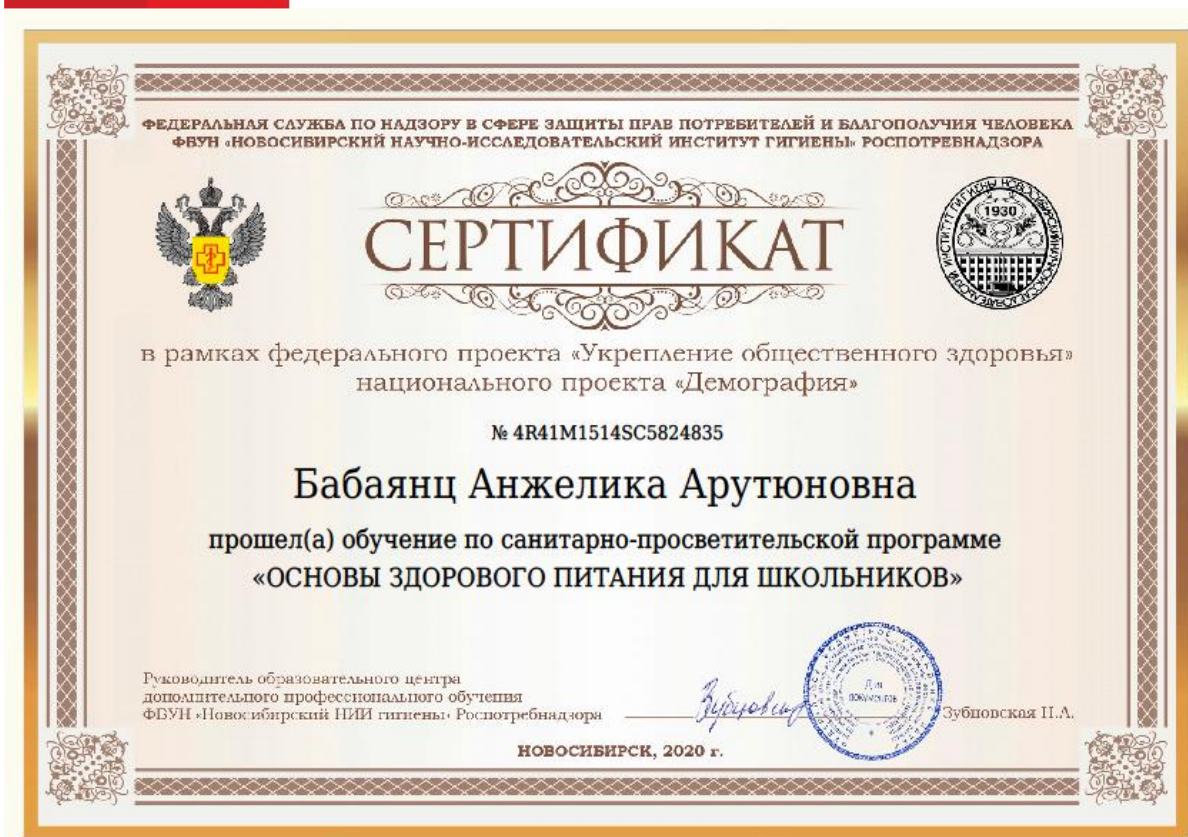 ФЕДЕРАЛЬНАЯ СЛУЖБА ПО НАДЗОРУ В СФЕРЕ ЗАЩИТЫ ПРАВ ПОТРЕБИТЕЛЕЙ И БЛАГОПОЛУЧИЯ ЧЕЛОВЕКА
ФБУН «НОВОСИБИРСКИЙ НАУЧНО-ИССЛЕДОВАТЕЛЬСКИЙ ИНСТИТУТ ГИГИЕНЫ» РОСПОТРЕБНАДЗОРА
1930
СЕРТИФИКАТ
в рамках федерального проекта «Укрепление общественного здоровья»
национального проекта «Демография»
№ 4R41M1514SC5824835
Бабаянц Анжелика Арутюновна
прошел(а) обучение по санитарно-просветительской программе
«ОСНОВЫ ЗДОРОВОГО ПИТАНИЯ ДЛЯ ШКОЛЬНИКОВ»
Руководитель образовательного центра
дополнительного профессионального обучения
ФБУН «Новосибирский НИИ гигиены» Роспотребнадзора
Для
документов
Зубцовская Н.А.
НОВОСИБИРСК, 2020 г.